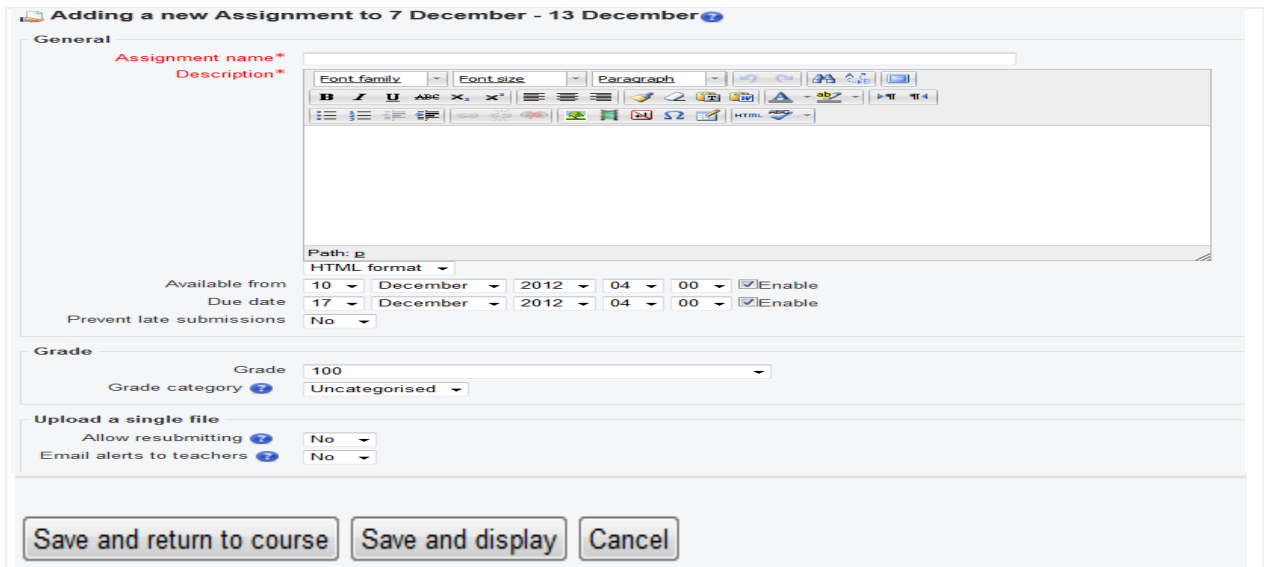 Adding a new Assignment to 7 December - 13 December
General
Assignment name*
Description*
Font family Font size Paragraph
B I U ABC x₂ x²
HTML ABC
Path: p
HTML format
Available from 10 December 2012 04 00 Enable
Due date 17 December 2012 04 00 Enable
Prevent late submissions No
Grade
Grade 100
Grade category Uncategorised
Upload a single file
Allow resubmitting No
Email alerts to teachers No
Save and return to course Save and display Cancel